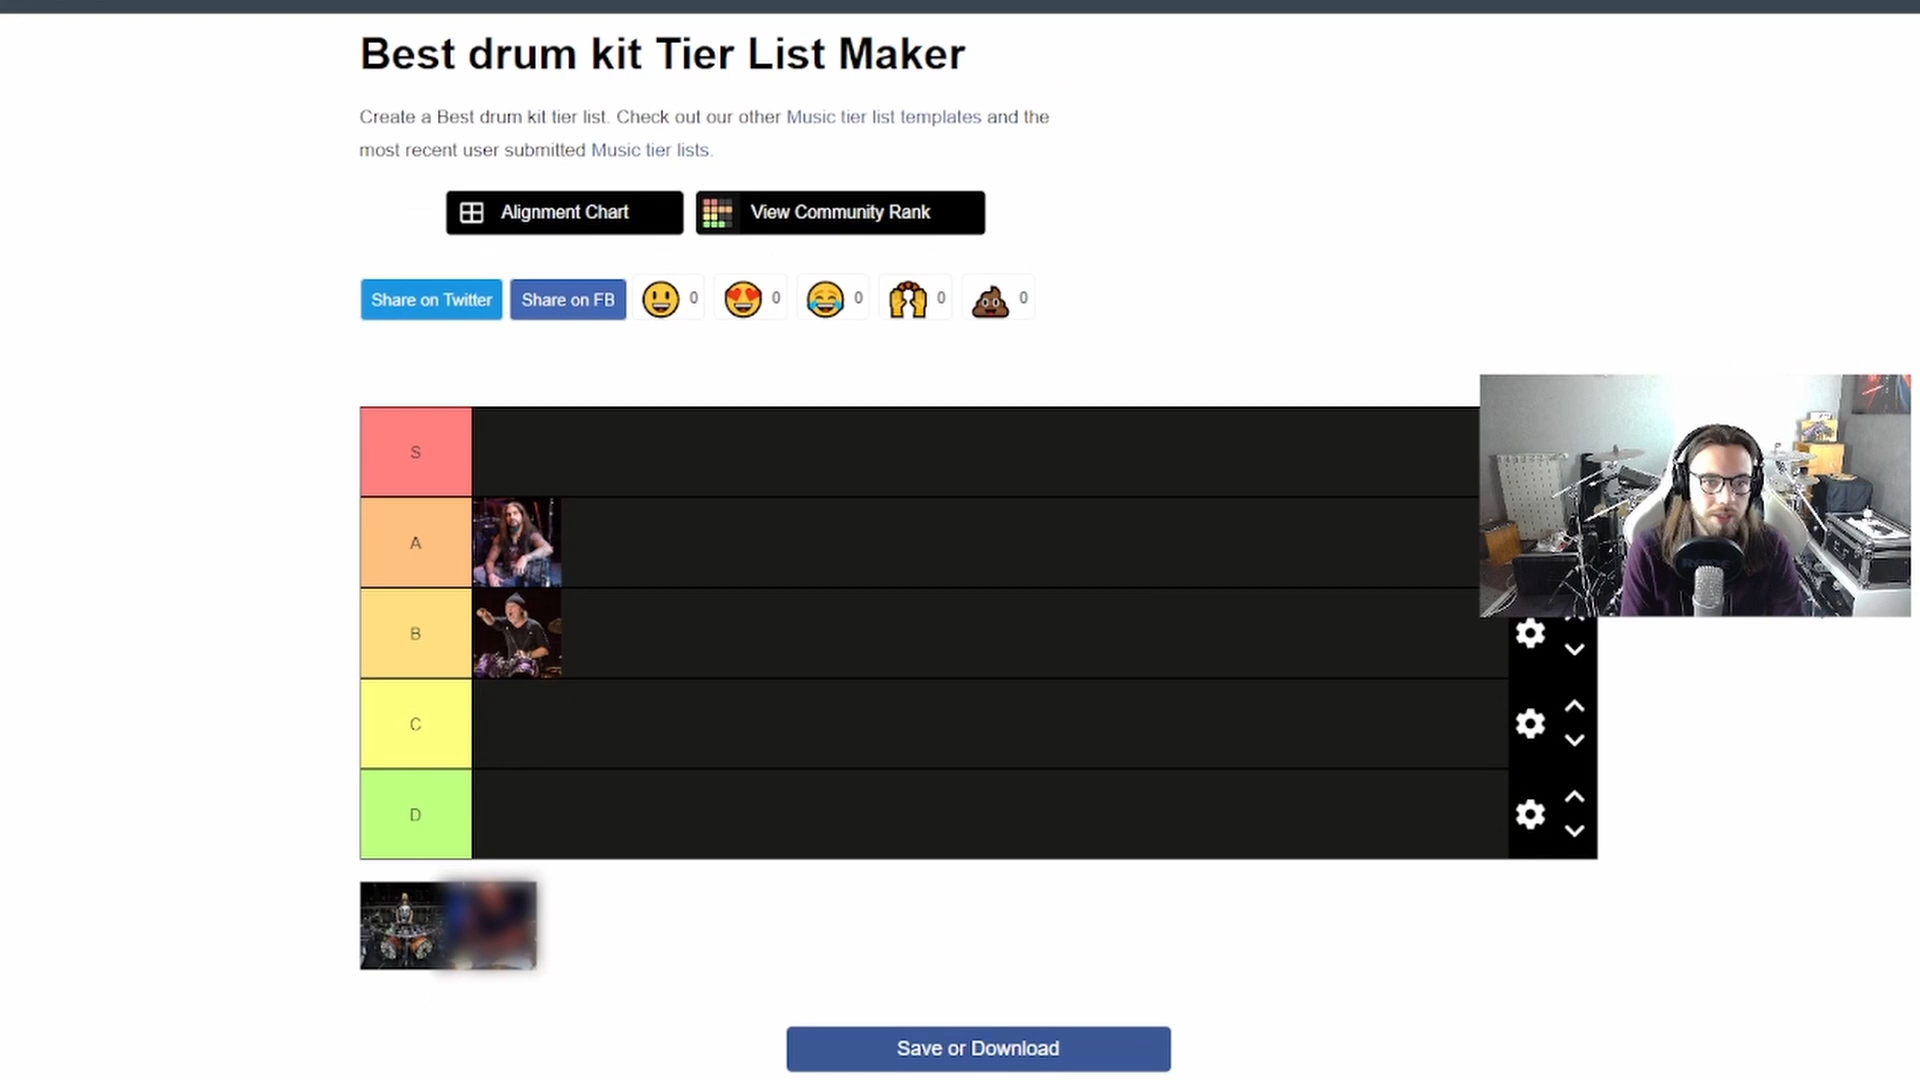 Best drum kit Tier List Maker
Create a Best drum kit tier list. Check out our other Music tier list templates and the
most recent user submitted Music tier lists.
Alignment Chart
View Community Rank
Share on Twitter
Share on FB
0
0
0
0
0
S
A
B
C
D
Save or Download